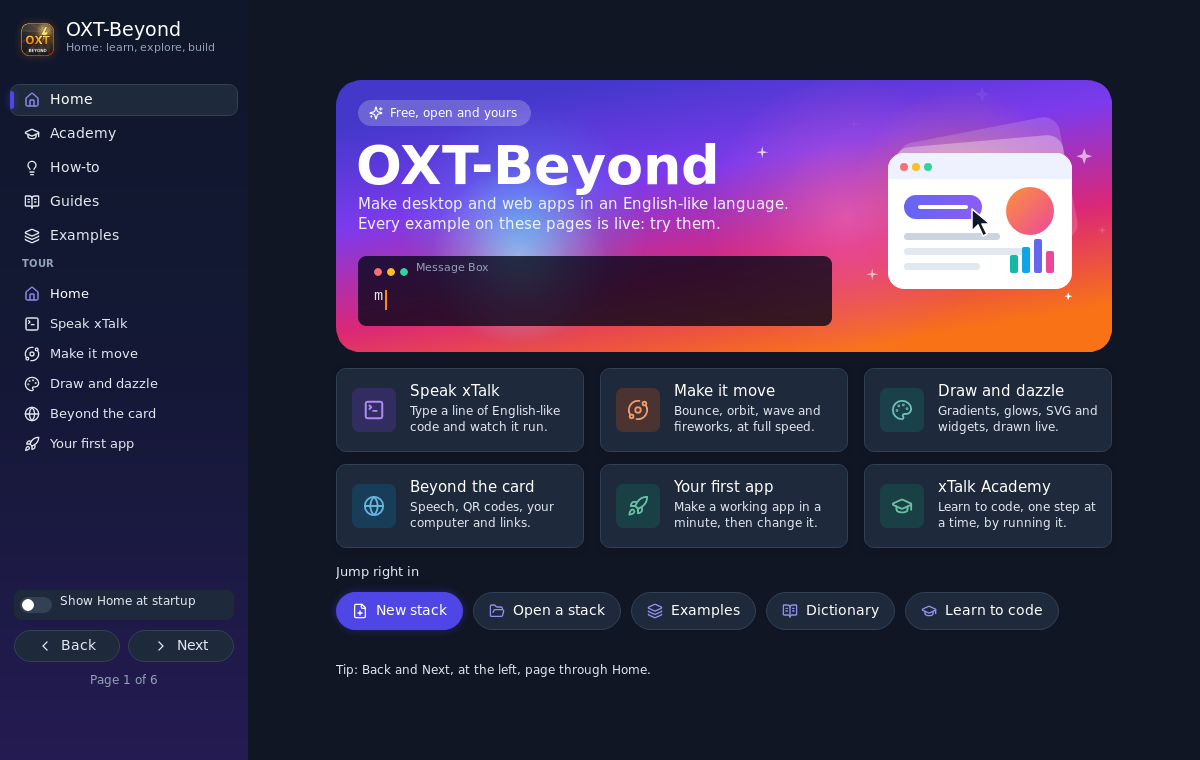 OXT
BEYOND
OXT-Beyond
Home: learn, explore, build
Home
Academy
How-to
Guides
Examples
TOUR
Home
Speak xTalk
Make it move
Draw and dazzle
Beyond the card
Your first app
Show Home at startup
Back
Next
Page 1 of 6
Free, open and yours
OXT-Beyond
Make desktop and web apps in an English-like language.
Every example on these pages is live: try them.
Message Box
m
Speak xTalk
Type a line of English-like
code and watch it run.
Make it move
Bounce, orbit, wave and
fireworks, at full speed.
Draw and dazzle
Gradients, glows, SVG and
widgets, drawn live.
Beyond the card
Speech, QR codes, your
computer and links.
Your first app
Make a working app in a
minute, then change it.
xTalk Academy
Learn to code, one step at
a time, by running it.
Jump right in
New stack
Open a stack
Examples
Dictionary
Learn to code
Tip: Back and Next, at the left, page through Home.